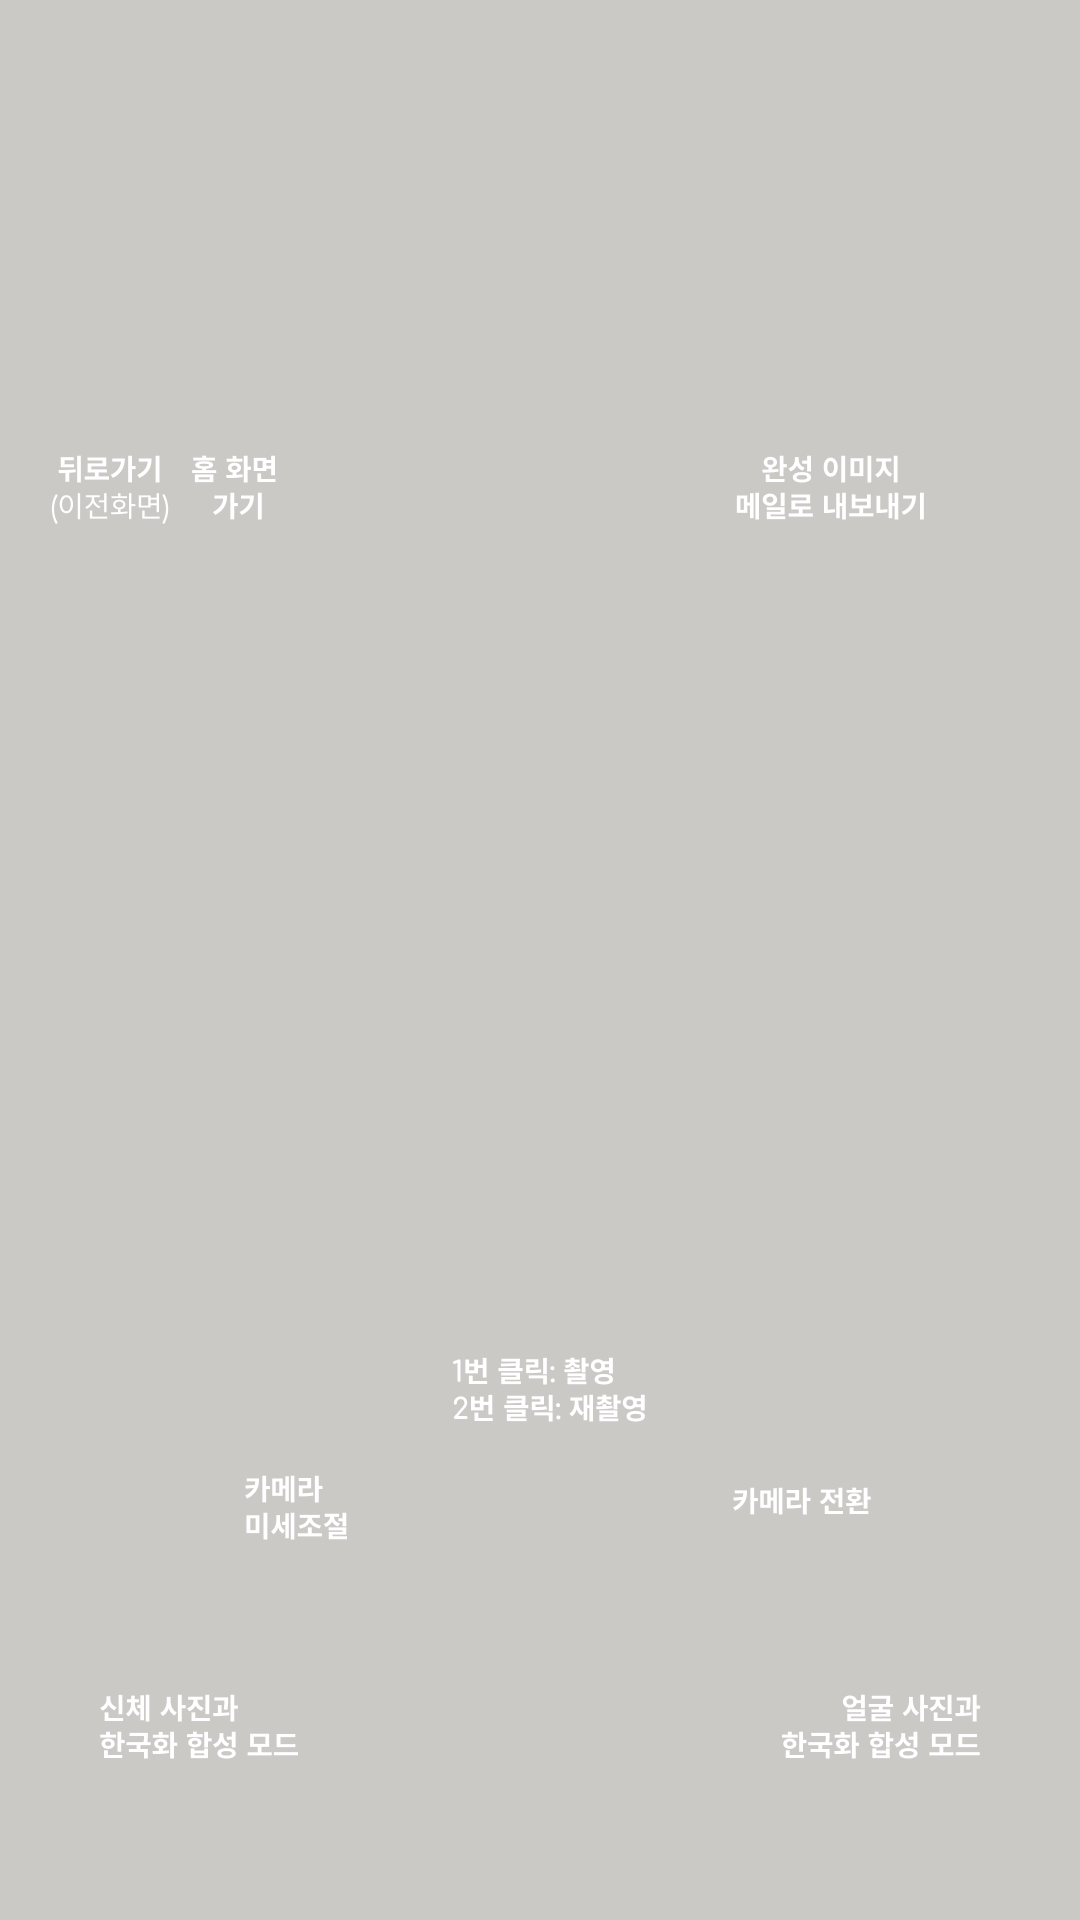 뒤로가기
(이전화면)
홈 화면
가기
완성 이미지
메일로 내보내기
1번 클릭: 촬영
2번 클릭: 재촬영
카메라
미세조절
카메라 전환
신체 사진과
한국화 합성 모드
얼굴 사진과
한국화 합성 모드